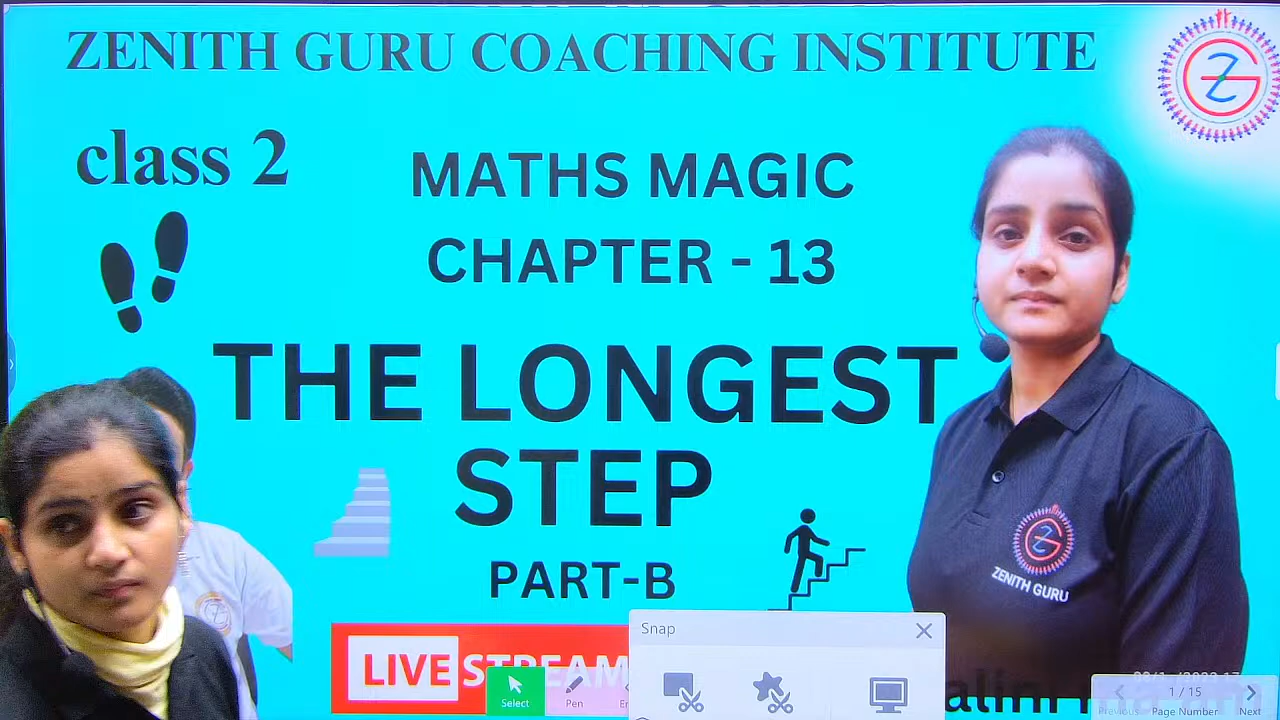 ZENITH GURU COACHING INSTITUTE
class 2
MATHS MAGIC
CHAPTER - 13
THE LONGEST
STEP
PART-B
ZENITH GURU
LIVE STREAM
Snap
Select
Pen
1 / 15
Previous Page Number Next